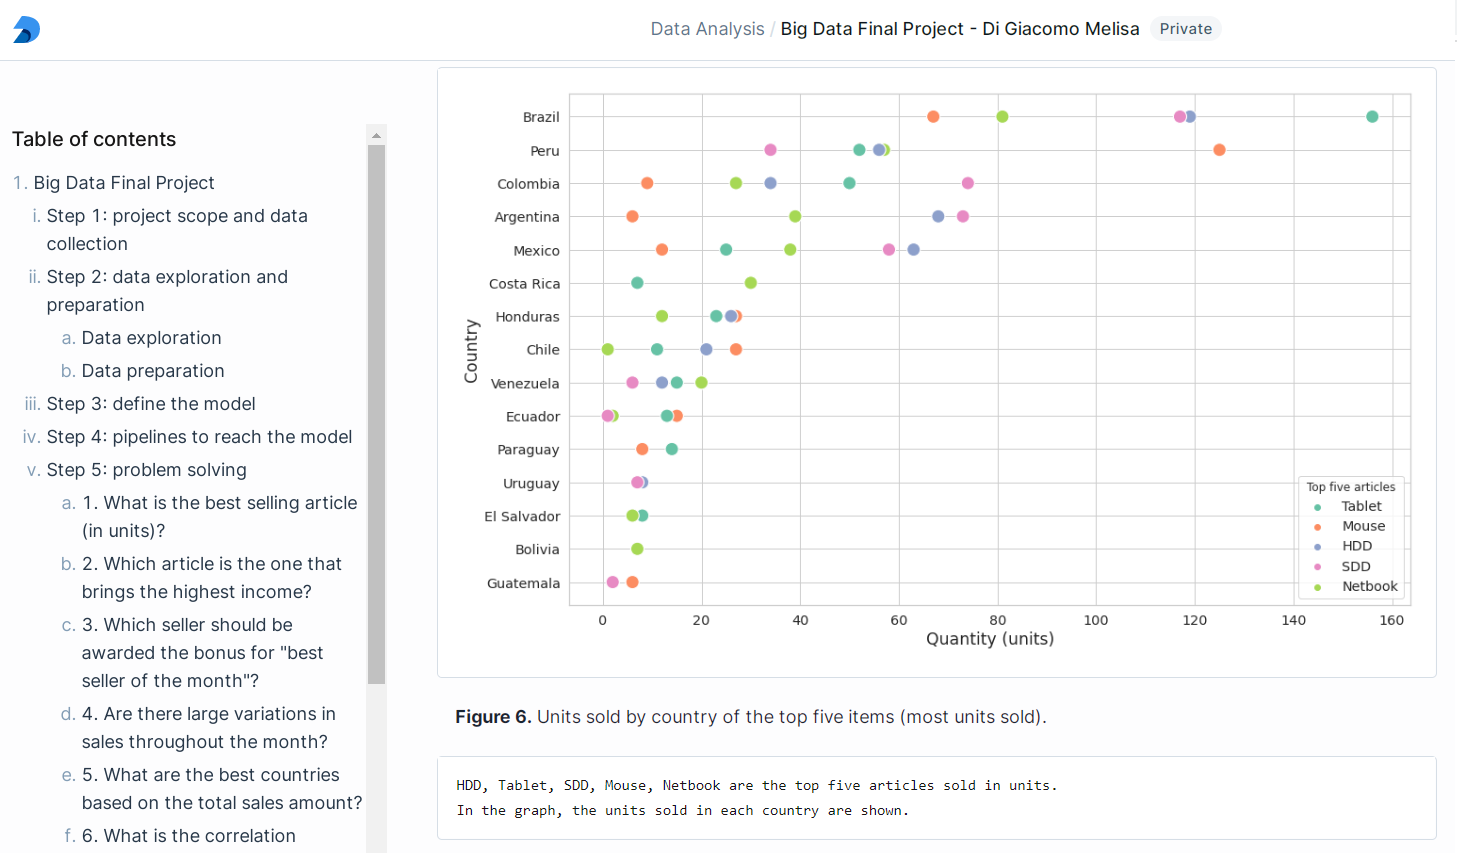 Data Analysis / Big Data Final Project - Di Giacomo Melisa Private
Table of contents
1. Big Data Final Project
i. Step 1: project scope and data
collection
ii. Step 2: data exploration and
preparation
a. Data exploration
b. Data preparation
iii. Step 3: define the model
iv. Step 4: pipelines to reach the model
v. Step 5: problem solving
a. 1. What is the best selling article
(in units)?
b. 2. Which article is the one that
brings the highest income?
c. 3. Which seller should be
awarded the bonus for "best
seller of the month"?
d. 4. Are there large variations in
sales throughout the month?
e. 5. What are the best countries
based on the total sales amount?
f. 6. What is the correlation
Country
Brazil
Peru
Colombia
Argentina
Mexico
Costa Rica
Honduras
Chile
Venezuela
Ecuador
Paraguay
Uruguay
El Salvador
Bolivia
Guatemala
0 20 40 60 80 100 120 140 160
Quantity (units)
Top five articles
Tablet
Mouse
HDD
SDD
Netbook
Figure 6. Units sold by country of the top five items (most units sold).
HDD, Tablet, SDD, Mouse, Netbook are the top five articles sold in units.
In the graph, the units sold in each country are shown.